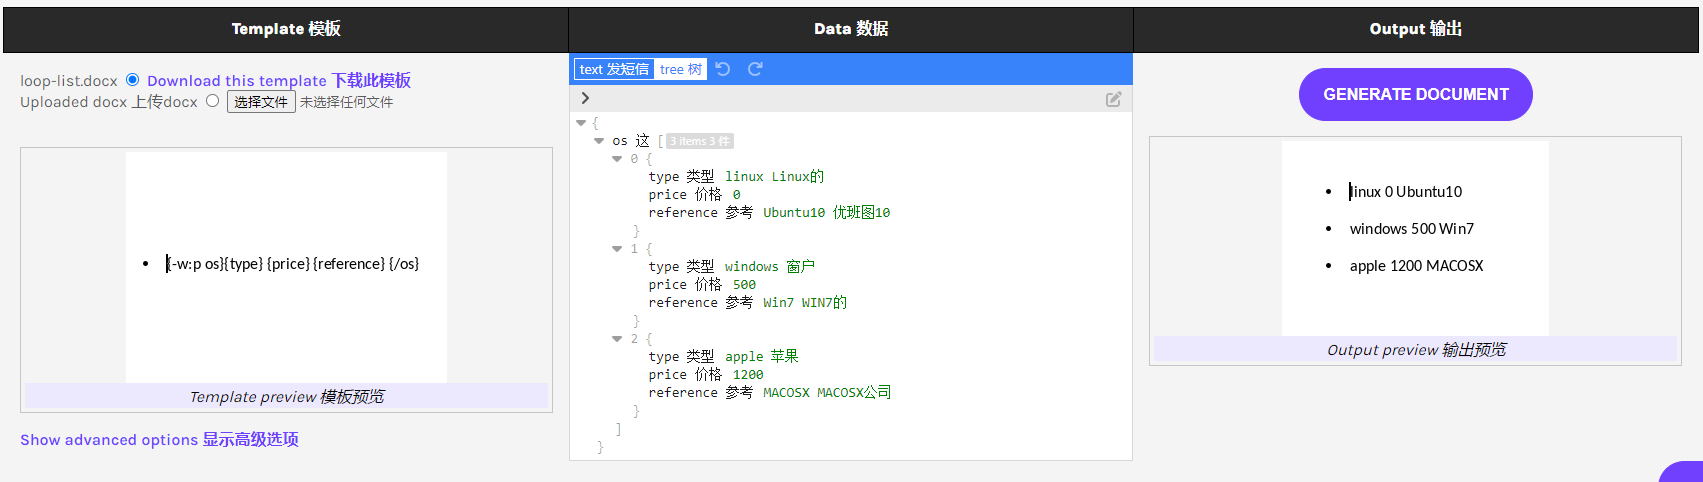 Template 模板
loop-list.docx Download this template 下载此模板
Uploaded docx 上传docx 选择文件 未选择任何文件
{-w:p os}{type} {price} {reference} {/os}
Template preview 模板预览
Show advanced options 显示高级选项
Data 数据
text 发短信 tree 树
{
os 这 [ 3 items 3 件
0 {
type 类型 linux Linux的
price 价格 0
reference 参考 Ubuntu10 优班图10
}
1 {
type 类型 windows 窗户
price 价格 500
reference 参考 Win7 WIN7的
}
2 {
type 类型 apple 苹果
price 价格 1200
reference 参考 MACOSX MACOSX公司
}
]
}
Output 输出
GENERATE DOCUMENT
• linux 0 Ubuntu10
• windows 500 Win7
• apple 1200 MACOSX
Output preview 输出预览